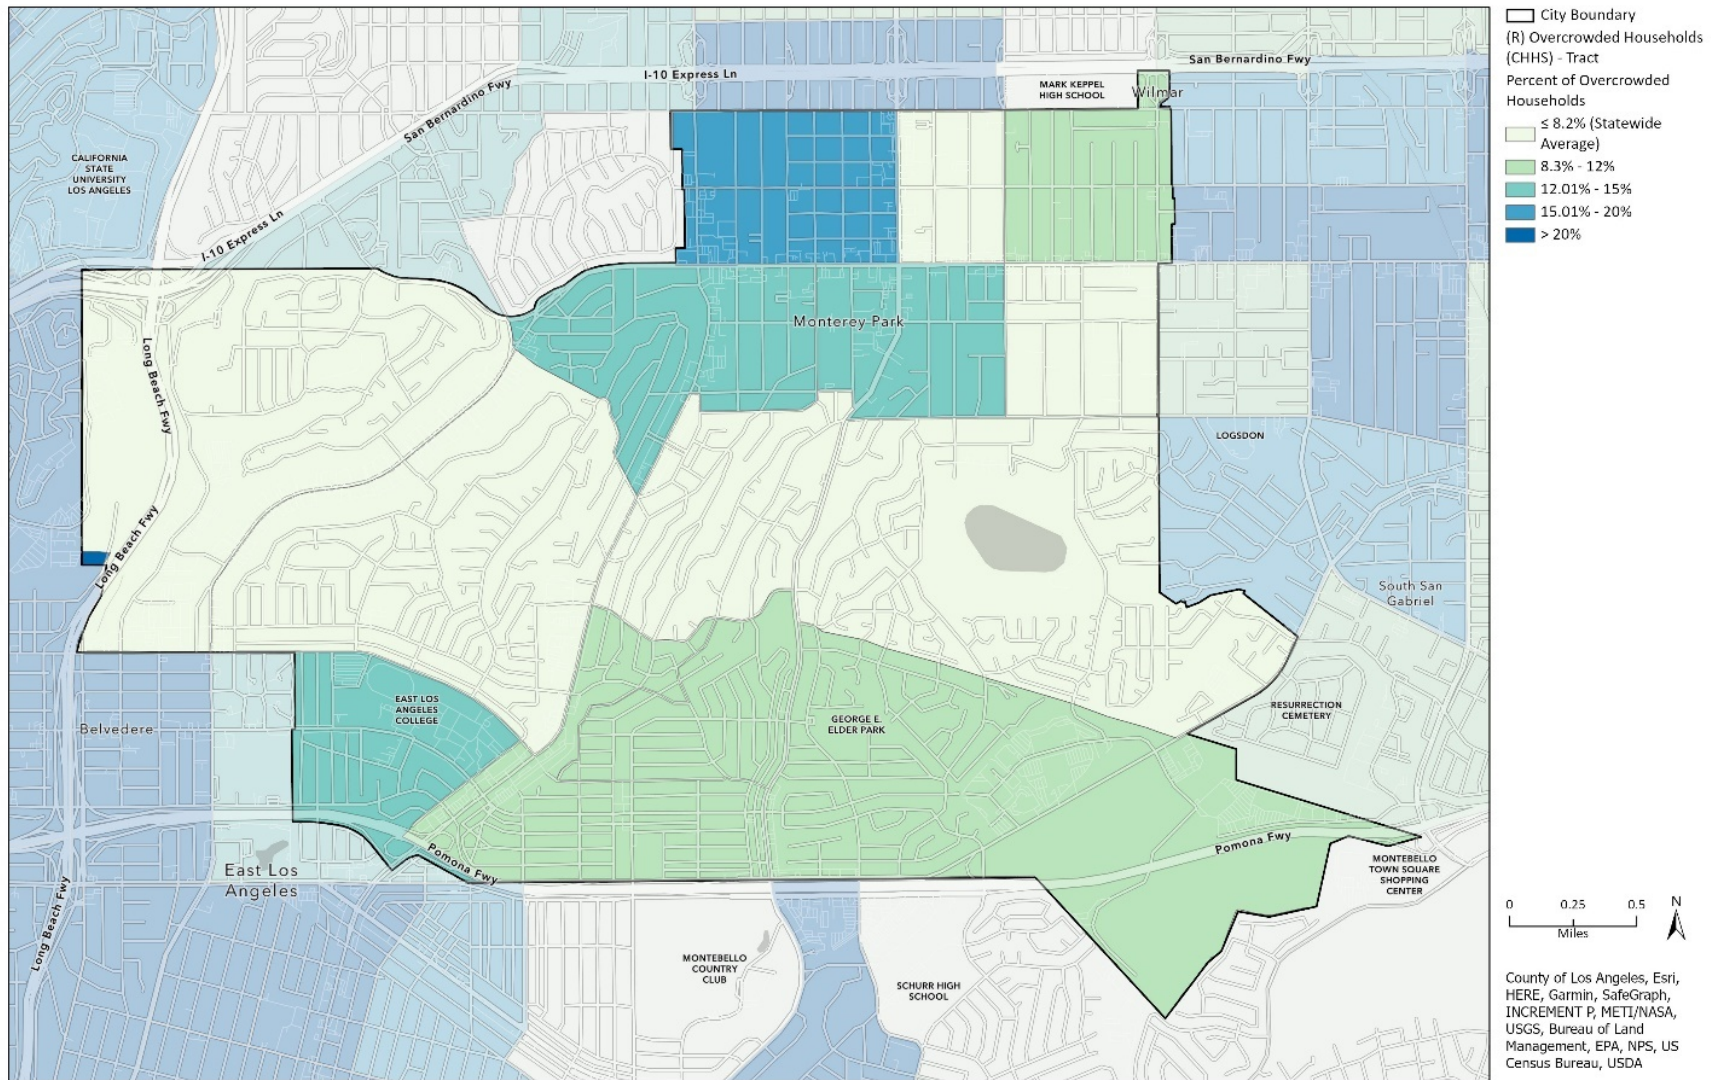 I-10 Express Ln
San Bernardino Fwy
MARK KEPPEL
HIGH SCHOOL
Wilmar
San Bernardino Fwy
CALIFORNIA
STATE
UNIVERSITY
LOS ANGELES
I-10 Express Ln
Monterey Park
Long Beach Fwy
LOGSDON
Long Beach Fwy
South San
Gabriel
EAST LOS
ANGELES
COLLEGE
Belvedere
GEORGE E.
ELDER PARK
RESURRECTION
CEMETERY
Pomona Fwy
Pomona Fwy
East Los
Angeles
MONTEBELLO
TOWN SQUARE
SHOPPING
CENTER
Long Beach Fwy
MONTEBELLO
COUNTRY
CLUB
SCHURR HIGH
SCHOOL
City Boundary
(R) Overcrowded Households
(CHHS) - Tract
Percent of Overcrowded
Households
≤ 8.2% (Statewide
Average)
8.3% - 12%
12.01% - 15%
15.01% - 20%
> 20%
0 0.25 0.5
Miles
N
County of Los Angeles, Esri,
HERE, Garmin, SafeGraph,
INCREMENT P, METI/NASA,
USGS, Bureau of Land
Management, EPA, NPS, US
Census Bureau, USDA